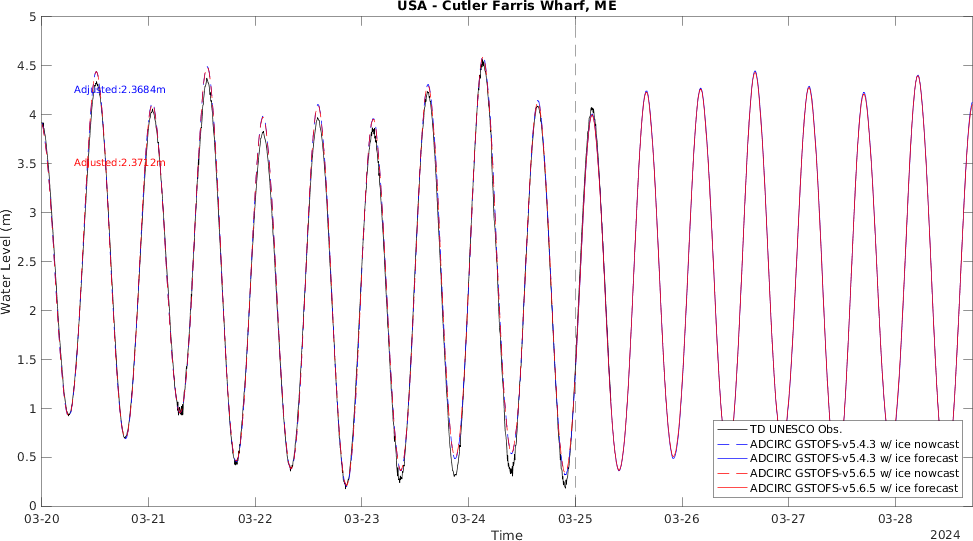 USA - Cutler Farris Wharf, ME
5
4.5
4
3.5
3
2.5
2
1.5
1
0.5
0
Water Level (m)
Adjusted:2.3684m
Adjusted:2.3712m
TD UNESCO Obs.
ADCIRC GSTOFS-v5.4.3 w/ ice nowcast
ADCIRC GSTOFS-v5.4.3 w/ ice forecast
ADCIRC GSTOFS-v5.6.5 w/ ice nowcast
ADCIRC GSTOFS-v5.6.5 w/ ice forecast
03-20 03-21 03-22 03-23 03-24 03-25 03-26 03-27 03-28
Time
2024